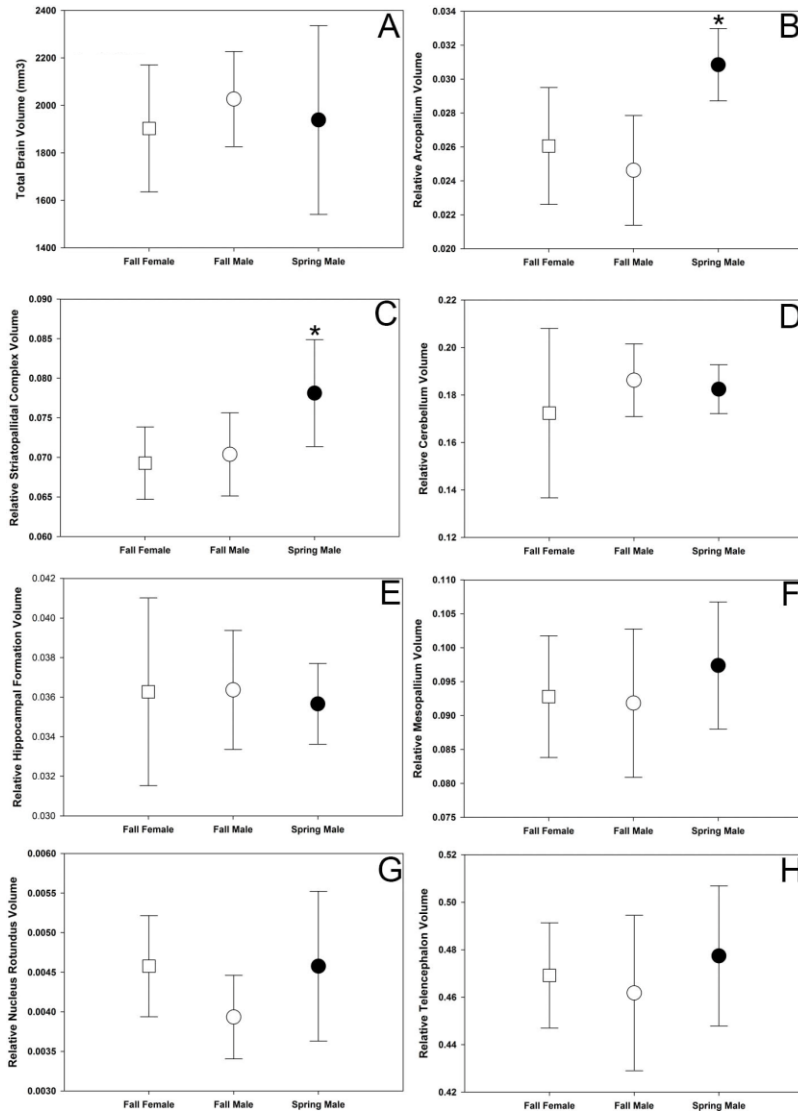 A
Total Brain Volume (mm3)
2400
2200
2000
1800
1600
1400
Fall Female Fall Male Spring Male
B
*
Relative Arcopallium Volume
0.034
0.032
0.030
0.028
0.026
0.024
0.022
0.020
Fall Female Fall Male Spring Male
C
*
Relative Striatopallidal Complex Volume
0.090
0.085
0.080
0.075
0.070
0.065
0.060
Fall Female Fall Male Spring Male
D
Relative Cerebellum Volume
0.22
0.20
0.18
0.16
0.14
0.12
Fall Female Fall Male Spring Male
E
Relative Hippocampal Formation Volume
0.042
0.040
0.038
0.036
0.034
0.032
0.030
Fall Female Fall Male Spring Male
F
Relative Mesopallium Volume
0.110
0.105
0.100
0.095
0.090
0.085
0.080
0.075
Fall Female Fall Male Spring Male
G
Relative Nucleus Rotundus Volume
0.0060
0.0055
0.0050
0.0045
0.0040
0.0035
0.0030
Fall Female Fall Male Spring Male
H
Relative Telencephalon Volume
0.52
0.50
0.48
0.46
0.44
0.42
Fall Female Fall Male Spring Male